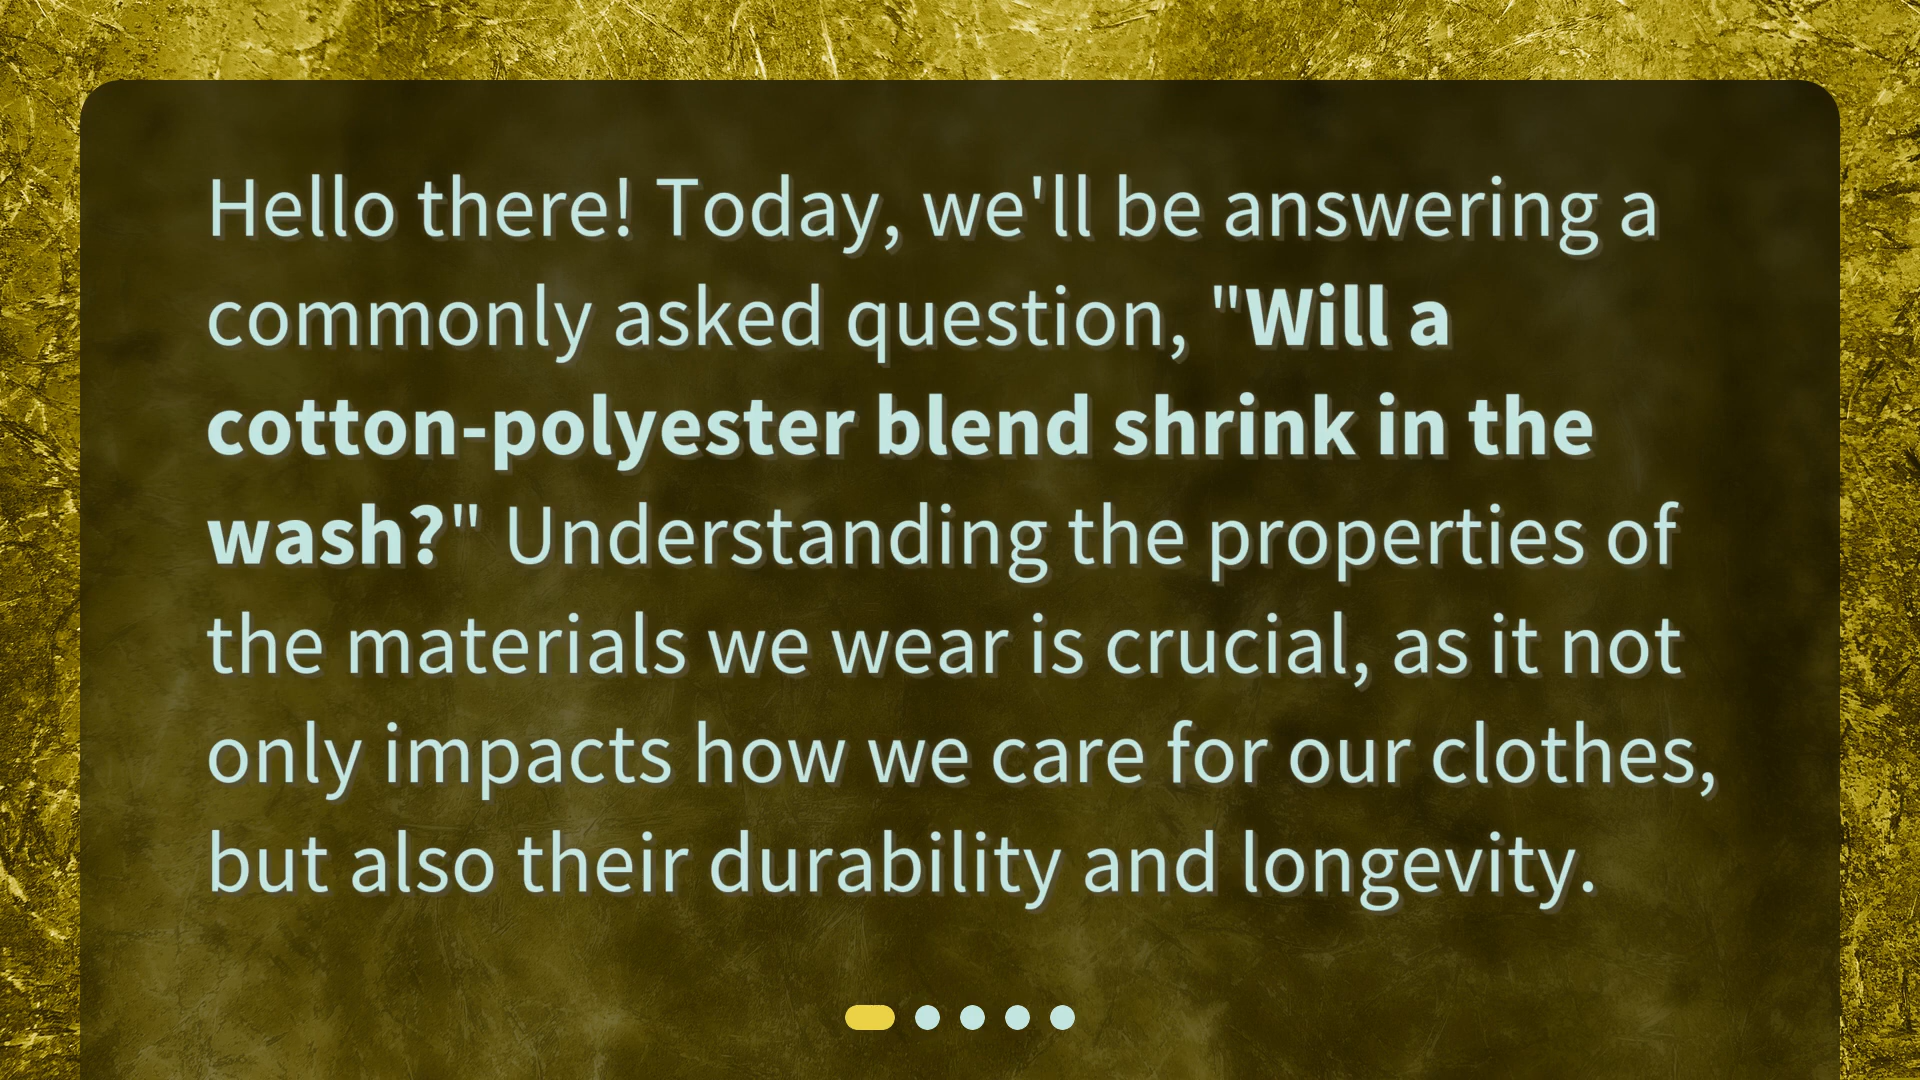 Hello there! Today, we'll be answering a
commonly asked question, "Will a
cotton-polyester blend shrink in the
wash?" Understanding the properties of
the materials we wear is crucial, as it not
only impacts how we care for our clothes,
but also their durability and longevity.